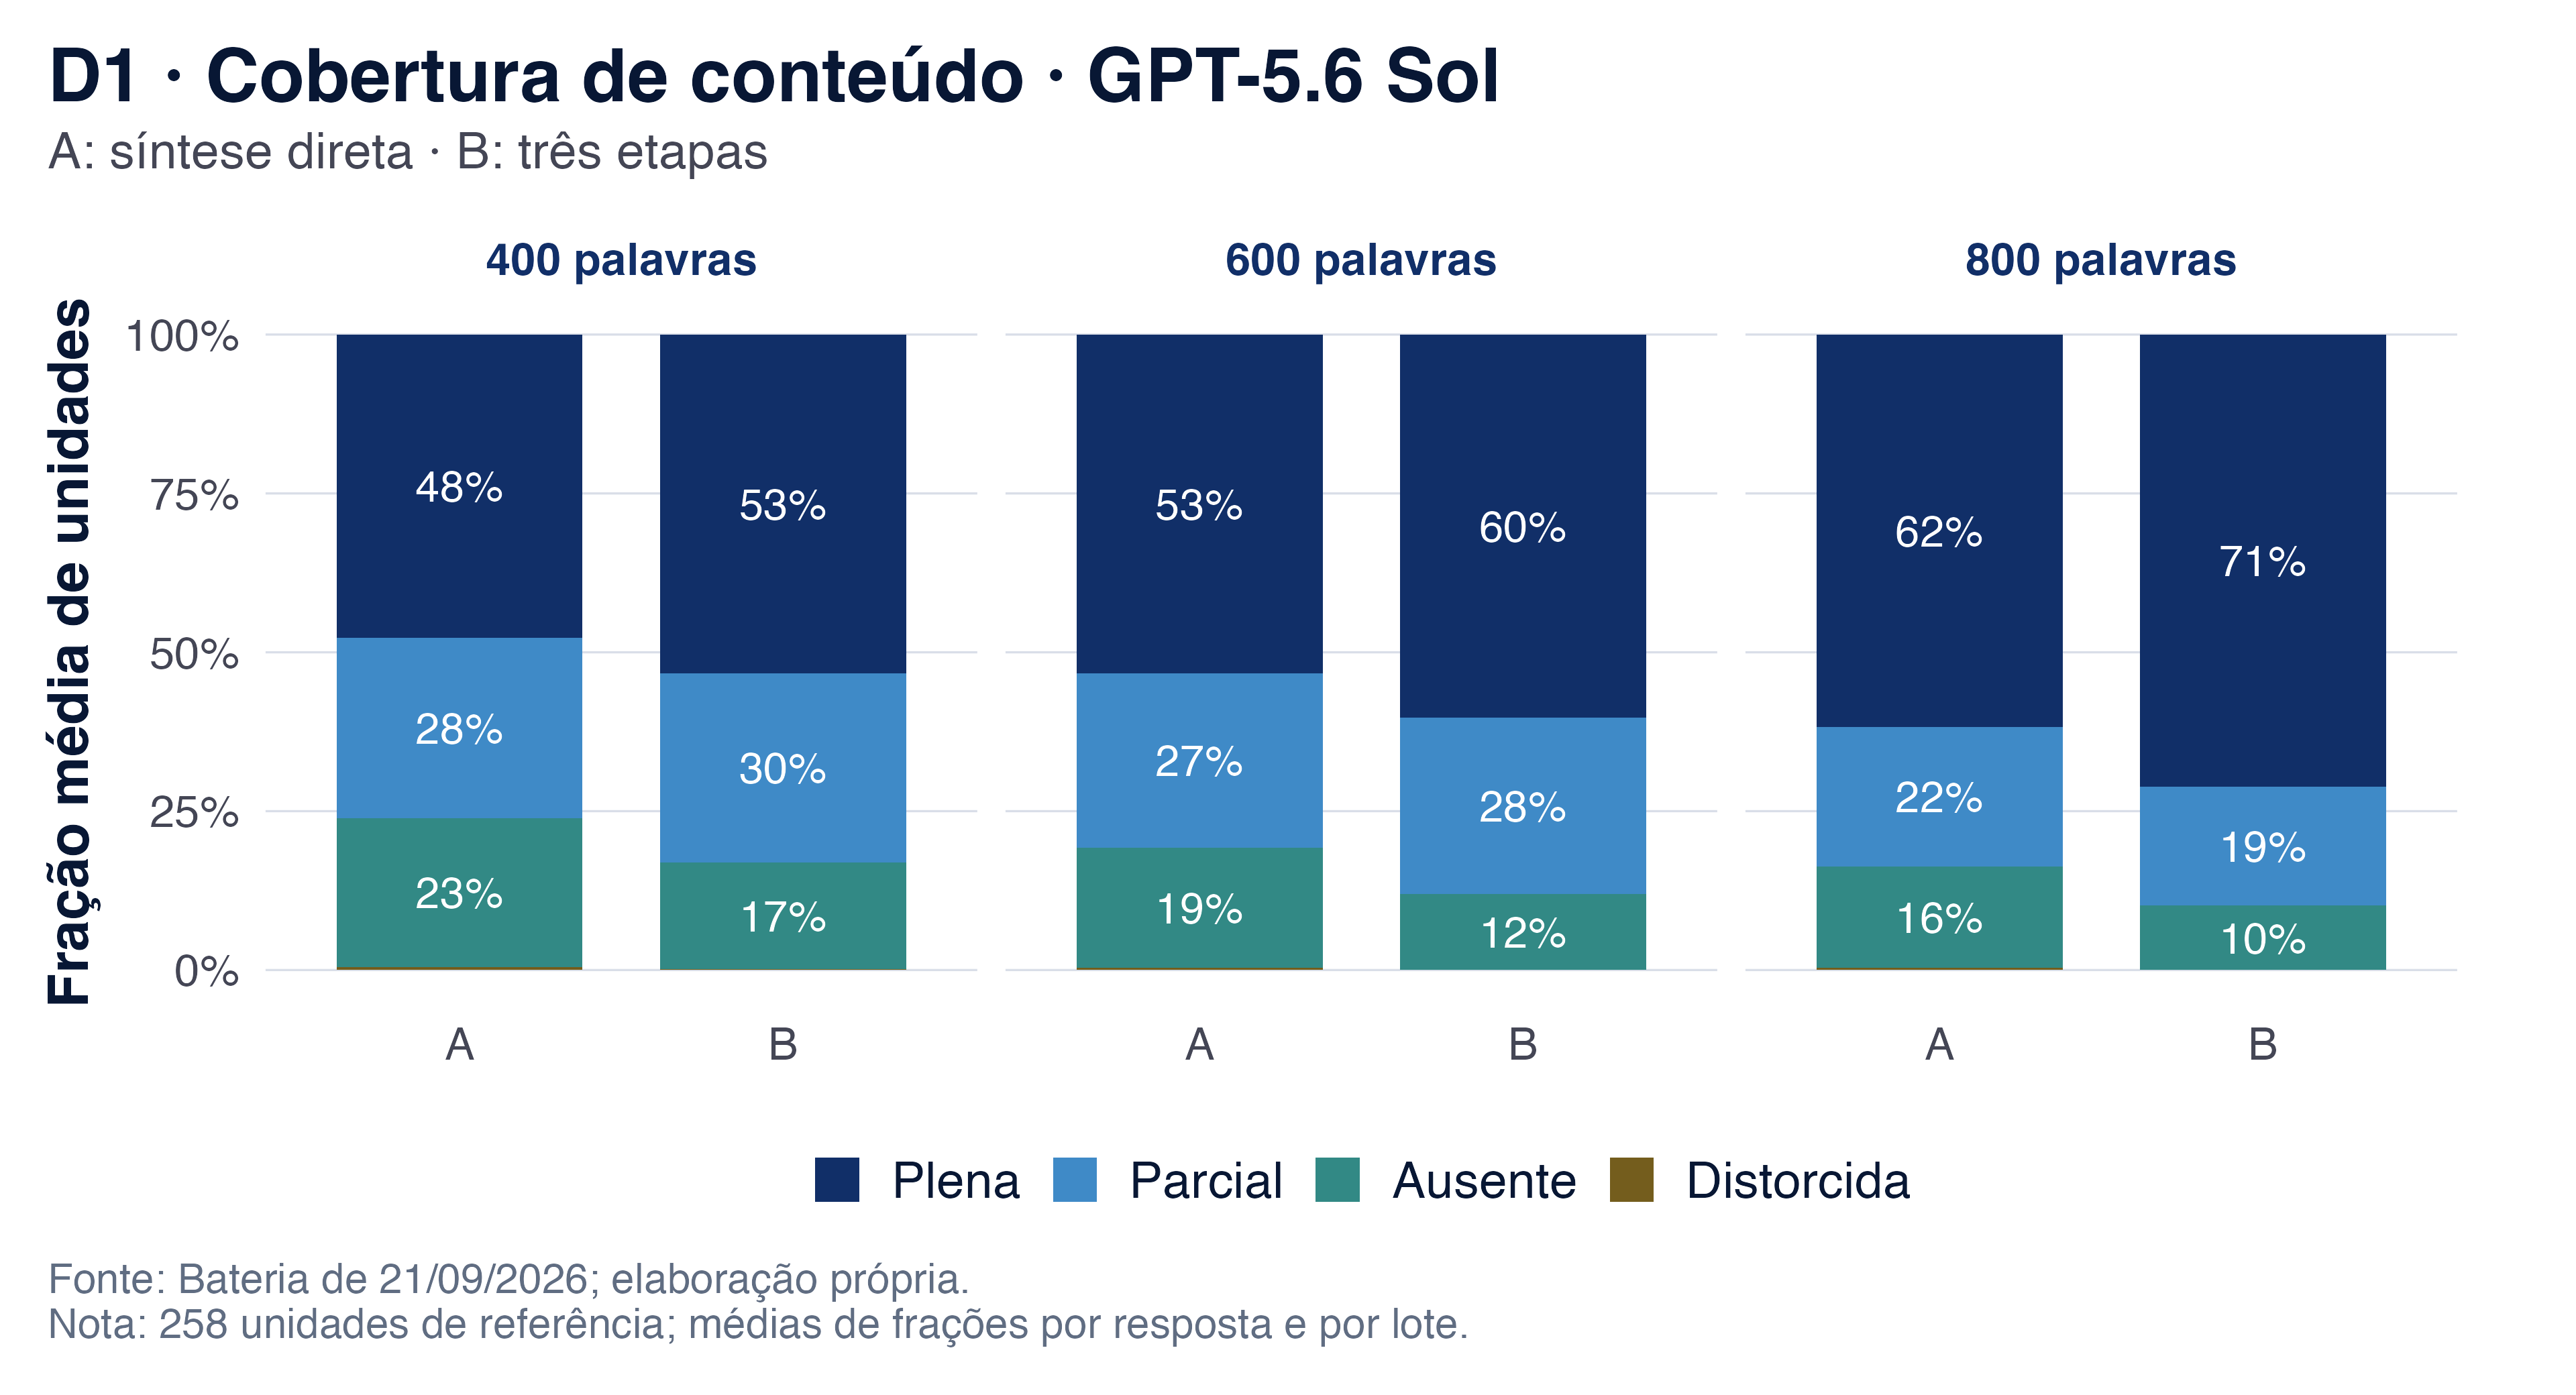 D1 · Cobertura de conteúdo · GPT-5.6 Sol
A: síntese direta · B: três etapas
400 palavras
600 palavras
800 palavras
Fração média de unidades
100%
75%
50%
25%
0%
48%
28%
23%
53%
30%
17%
53%
27%
19%
60%
28%
12%
62%
22%
16%
71%
19%
10%
A
B
A
B
A
B
Plena
Parcial
Ausente
Distorcida
Fonte: Bateria de 21/09/2026; elaboração própria.
Nota: 258 unidades de referência; médias de frações por resposta e por lote.